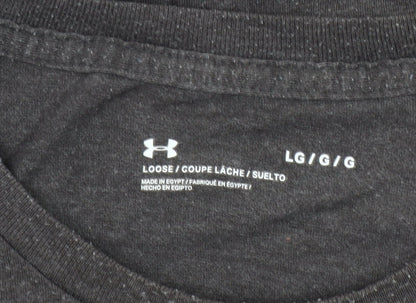 LG / G / G
LOOSE / COUPE LÂCHE / SUELTO
MADE IN EGYPT / FABRIQUÉ EN ÉGYPTE /
HECHO EN EGIPTO